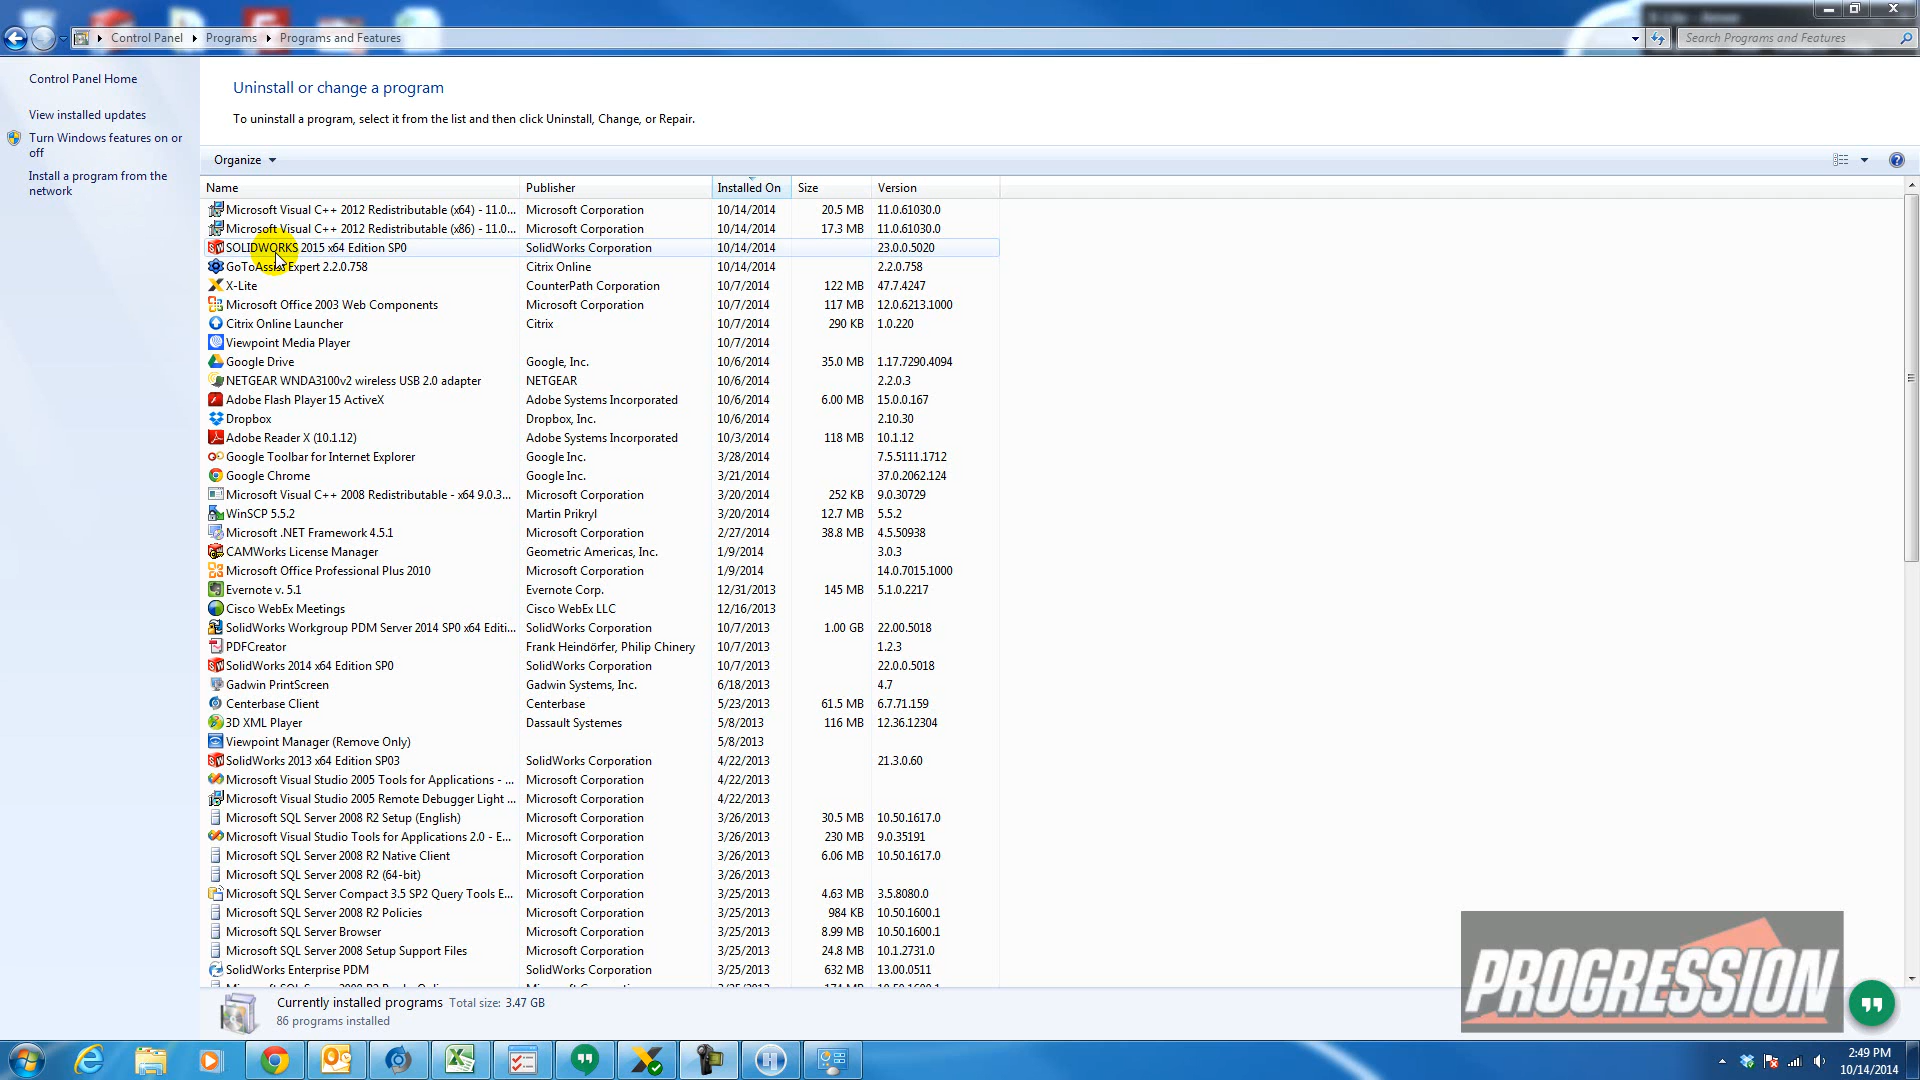 Control Panel Programs Programs and Features
Search Programs and Features
Control Panel Home
View installed updates
Turn Windows features on or
off
Install a program from the
network
Uninstall or change a program
To uninstall a program, select it from the list and then click Uninstall, Change, or Repair.
Organize
Name Publisher Installed On Size Version
Microsoft Visual C++ 2012 Redistributable (x64) - 11.0... Microsoft Corporation 10/14/2014 20.5 MB 11.0.61030.0
Microsoft Visual C++ 2012 Redistributable (x86) - 11.0... Microsoft Corporation 10/14/2014 17.3 MB 11.0.61030.0
SOLIDWORKS 2015 x64 Edition SP0 SolidWorks Corporation 10/14/2014 23.0.0.5020
GoToAssist Expert 2.2.0.758 Citrix Online 10/14/2014 2.2.0.758
X-Lite CounterPath Corporation 10/7/2014 122 MB 47.7.4247
Microsoft Office 2003 Web Components Microsoft Corporation 10/7/2014 117 MB 12.0.6213.1000
Citrix Online Launcher Citrix 10/7/2014 290 KB 1.0.220
Viewpoint Media Player 10/7/2014
Google Drive Google, Inc. 10/6/2014 35.0 MB 1.17.7290.4094
NETGEAR WNDA3100v2 wireless USB 2.0 adapter NETGEAR 10/6/2014 2.2.0.3
Adobe Flash Player 15 ActiveX Adobe Systems Incorporated 10/6/2014 6.00 MB 15.0.0.167
Dropbox Dropbox, Inc. 10/6/2014 2.10.30
Adobe Reader X (10.1.12) Adobe Systems Incorporated 10/3/2014 118 MB 10.1.12
Google Toolbar for Internet Explorer Google Inc. 3/28/2014 7.5.5111.1712
Google Chrome Google Inc. 3/21/2014 37.0.2062.124
Microsoft Visual C++ 2008 Redistributable - x64 9.0.3... Microsoft Corporation 3/20/2014 252 KB 9.0.30729
WinSCP 5.5.2 Martin Prikryl 3/20/2014 12.7 MB 5.5.2
Microsoft .NET Framework 4.5.1 Microsoft Corporation 2/27/2014 38.8 MB 4.5.50938
CAMWorks License Manager Geometric Americas, Inc. 1/9/2014 3.0.3
Microsoft Office Professional Plus 2010 Microsoft Corporation 1/9/2014 14.0.7015.1000
Evernote v. 5.1 Evernote Corp. 12/31/2013 145 MB 5.1.0.2217
Cisco WebEx Meetings Cisco WebEx LLC 12/16/2013
SolidWorks Workgroup PDM Server 2014 SP0 x64 Editi... SolidWorks Corporation 10/7/2013 1.00 GB 22.00.5018
PDFCreator Frank Heindörfer, Philip Chinery 10/7/2013 1.2.3
SolidWorks 2014 x64 Edition SP0 SolidWorks Corporation 10/7/2013 22.0.0.5018
Gadwin PrintScreen Gadwin Systems, Inc. 6/18/2013 4.7
Centerbase Client Centerbase 5/23/2013 61.5 MB 6.7.71.159
3D XML Player Dassault Systemes 5/8/2013 116 MB 12.36.12304
Viewpoint Manager (Remove Only) 5/8/2013
SolidWorks 2013 x64 Edition SP03 SolidWorks Corporation 4/22/2013 21.3.0.60
Microsoft Visual Studio 2005 Tools for Applications - ... Microsoft Corporation 4/22/2013
Microsoft Visual Studio 2005 Remote Debugger Light ... Microsoft Corporation 4/22/2013
Microsoft SQL Server 2008 R2 Setup (English) Microsoft Corporation 3/26/2013 30.5 MB 10.50.1617.0
Microsoft Visual Studio Tools for Applications 2.0 - E... Microsoft Corporation 3/26/2013 230 MB 9.0.35191
Microsoft SQL Server 2008 R2 Native Client Microsoft Corporation 3/26/2013 6.06 MB 10.50.1617.0
Microsoft SQL Server 2008 R2 (64-bit) Microsoft Corporation 3/26/2013
Microsoft SQL Server Compact 3.5 SP2 Query Tools E... Microsoft Corporation 3/25/2013 4.63 MB 3.5.8080.0
Microsoft SQL Server 2008 R2 Policies Microsoft Corporation 3/25/2013 984 KB 10.50.1600.1
Microsoft SQL Server Browser Microsoft Corporation 3/25/2013 8.99 MB 10.50.1600.1
Microsoft SQL Server 2008 Setup Support Files Microsoft Corporation 3/25/2013 24.8 MB 10.1.2731.0
SolidWorks Enterprise PDM SolidWorks Corporation 3/25/2013 632 MB 13.00.0511
Currently installed programs Total size: 3.47 GB
86 programs installed
PROGRESSION
2:49 PM
10/14/2014